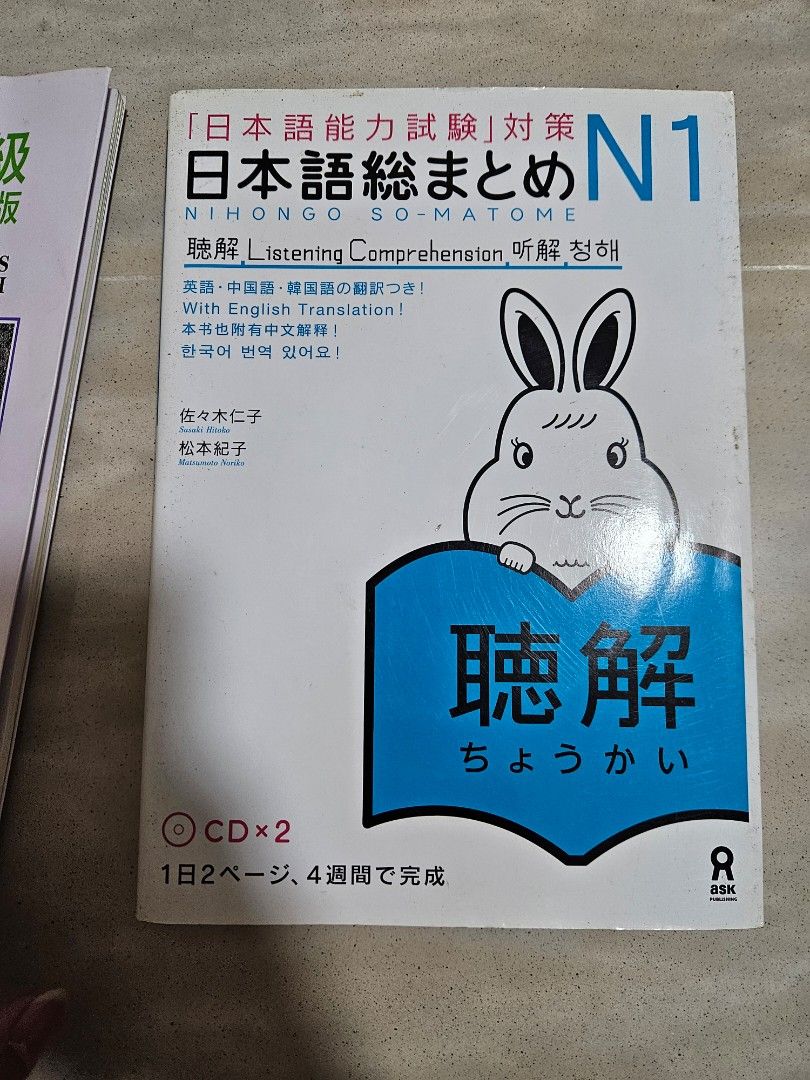 「日本語能力試験」対策
日本語総まとめ N1
NIHONGO SO-MATOME
聴解 Listening Comprehension 听解 청해
英語・中国語・韓国語の翻訳つき!
With English Translation!
本书也附有中文解释!
한국어 번역 있어요!
佐々木仁子
Sasaki Hitoko
松本紀子
Matsumoto Noriko
聴解
ちょうかい
CD×2
1日2ページ、4週間で完成
ask
PUBLISHING
級
版
S
I